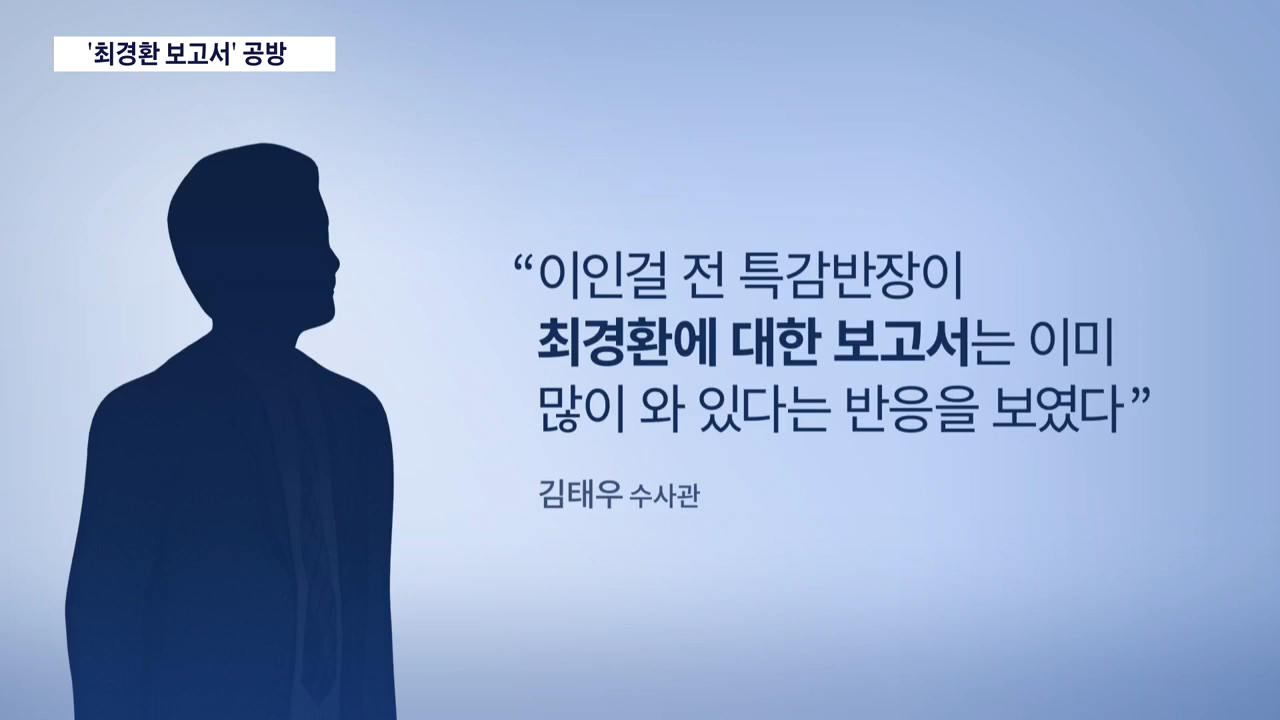 '최경환 보고서' 공방
“이인걸 전 특감반장이
최경환에 대한 보고서는 이미
많이 와 있다는 반응을 보였다”
김태우 수사관